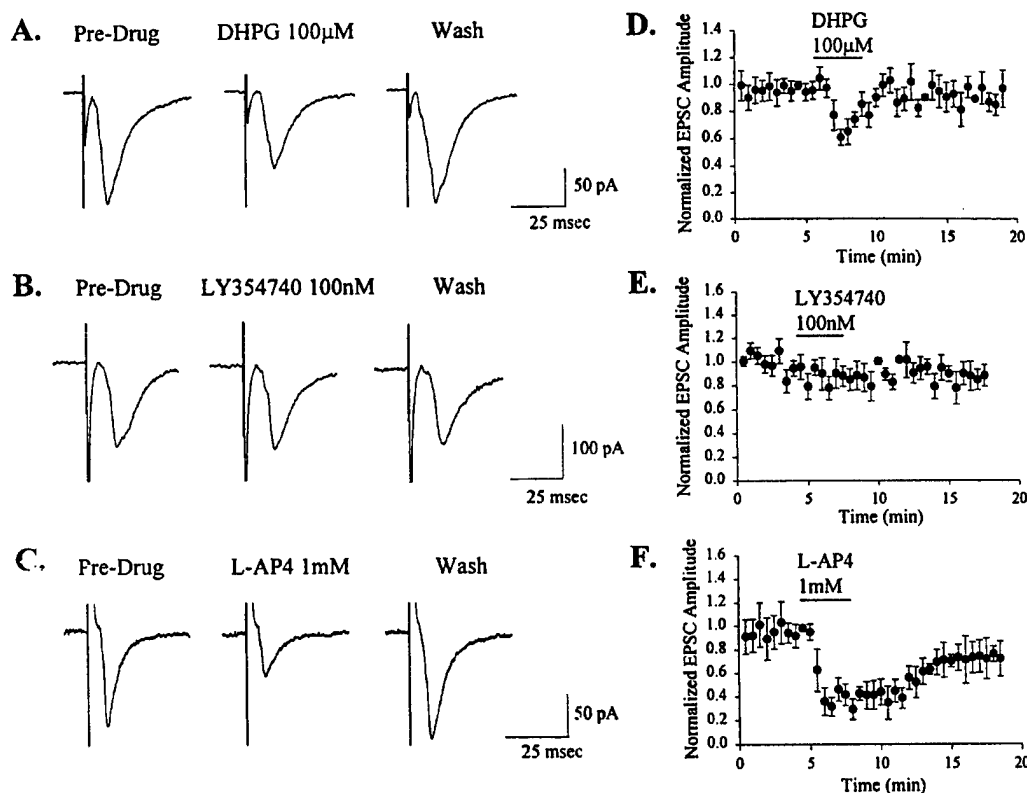 A.
Pre-Drug
DHPG 100μM
Wash
50 pA
25 msec
B.
Pre-Drug
LY354740 100nM
Wash
100 pA
25 msec
C.
Pre-Drug
L-AP4 1mM
Wash
50 pA
25 msec
D.
DHPG
100μM
Normalized EPSC Amplitude
1.4
1.2
1.0
0.8
0.6
0.4
0.2
0.0
0 5 10 15 20
Time (min)
E.
LY354740
100nM
Normalized EPSC Amplitude
1.6
1.4
1.2
1.0
0.8
0.6
0.4
0.2
0.0
0 5 10 15 20
Time (min)
F.
L-AP4
1mM
Normalized EPSC Amplitude
1.6
1.4
1.2
1.0
0.8
0.6
0.4
0.2
0.0
0 5 10 15 20
Time (min)